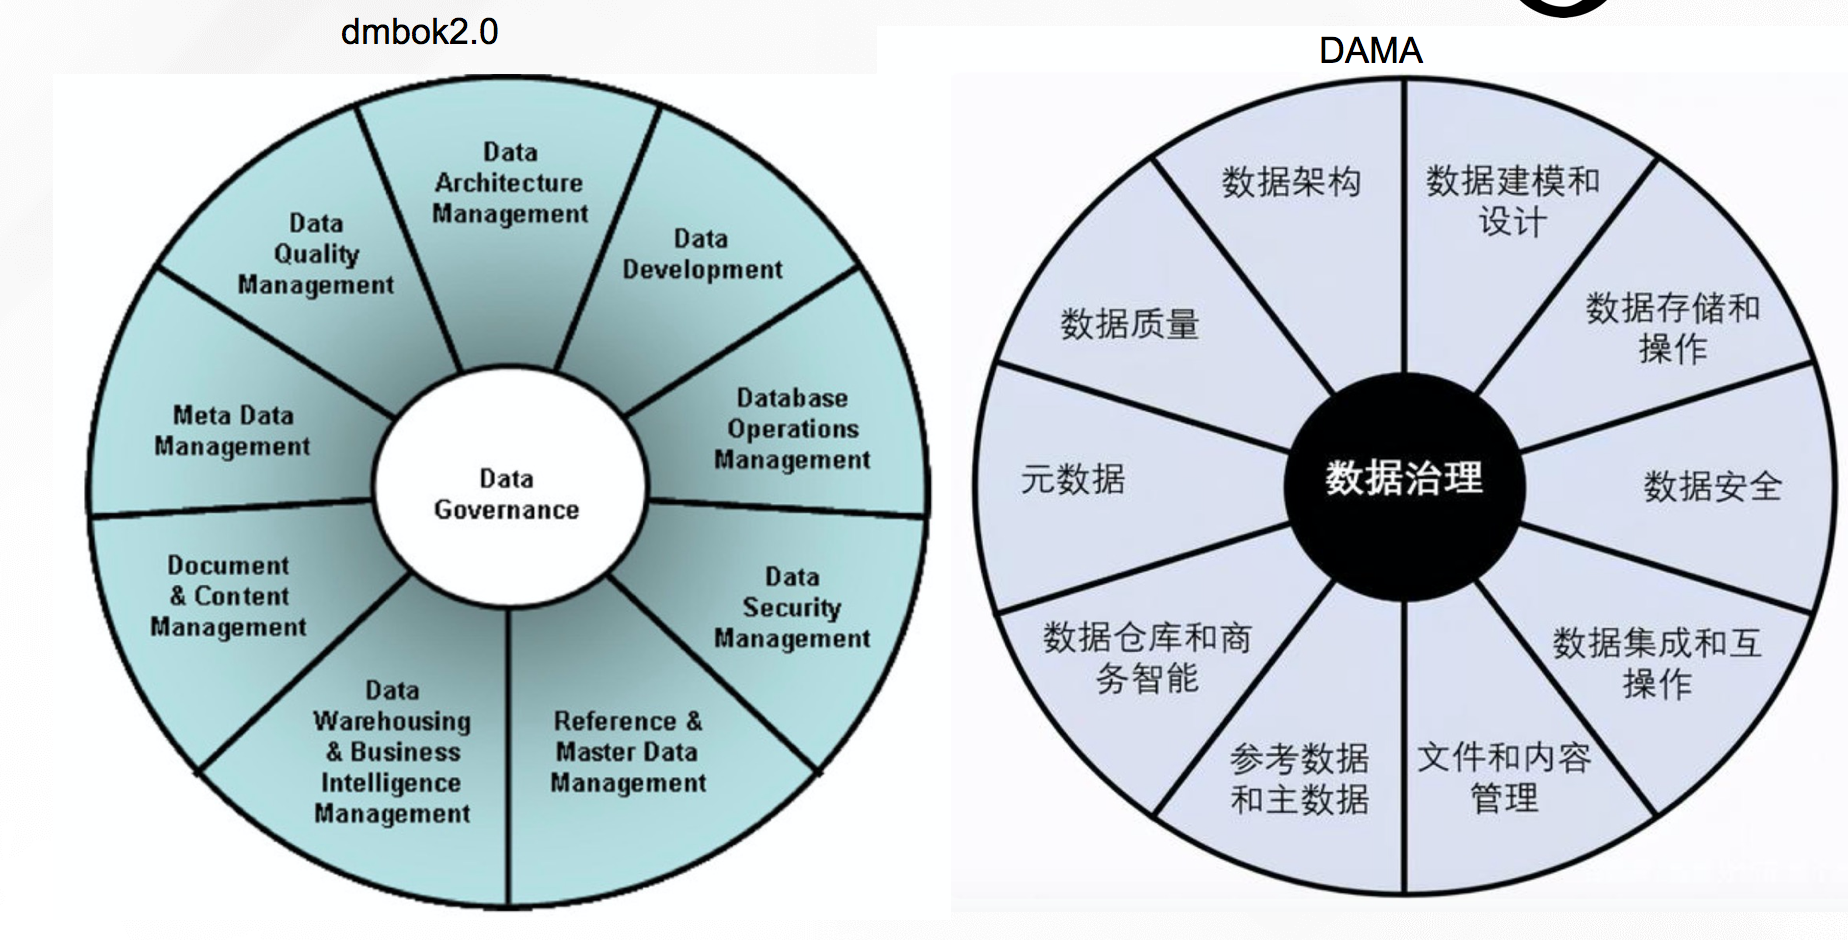 dmbok2.0
Data
Architecture
Management
Data
Development
Database
Operations
Management
Data
Security
Management
Reference &
Master Data
Management
Data
Warehousing
& Business
Intelligence
Management
Document
& Content
Management
Meta Data
Management
Data
Quality
Management
Data
Governance
DAMA
数据架构
数据建模和
设计
数据存储和
操作
数据安全
数据集成和互
操作
文件和内容
管理
参考数据
和主数据
数据仓库和商
务智能
元数据
数据质量
数据治理